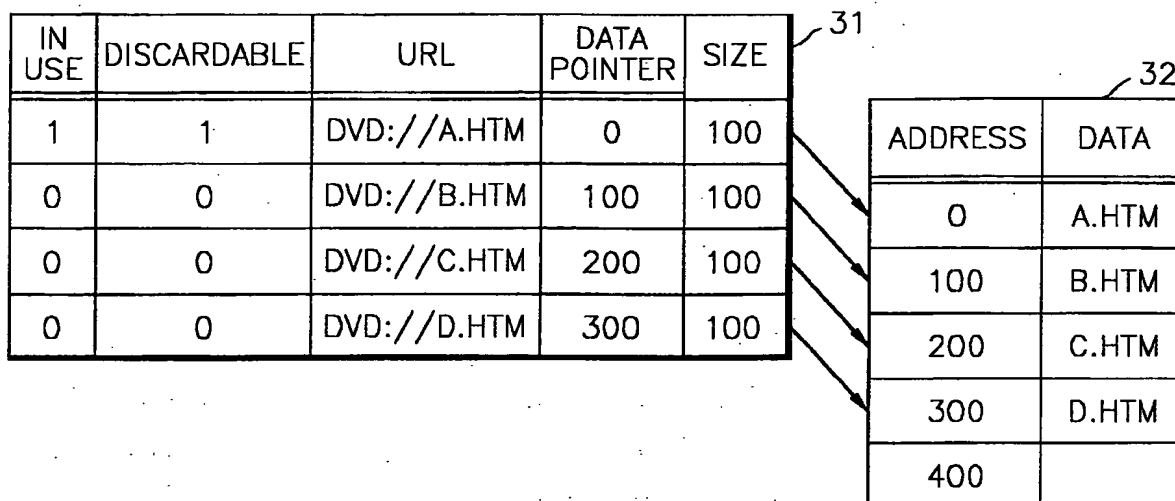 31
IN USE DISCARDABLE URL DATA POINTER SIZE
1 1 DVD://A.HTM 0 100
0 0 DVD://B.HTM 100 100
0 0 DVD://C.HTM 200 100
0 0 DVD://D.HTM 300 100
32
ADDRESS DATA
0 A.HTM
100 B.HTM
200 C.HTM
300 D.HTM
400